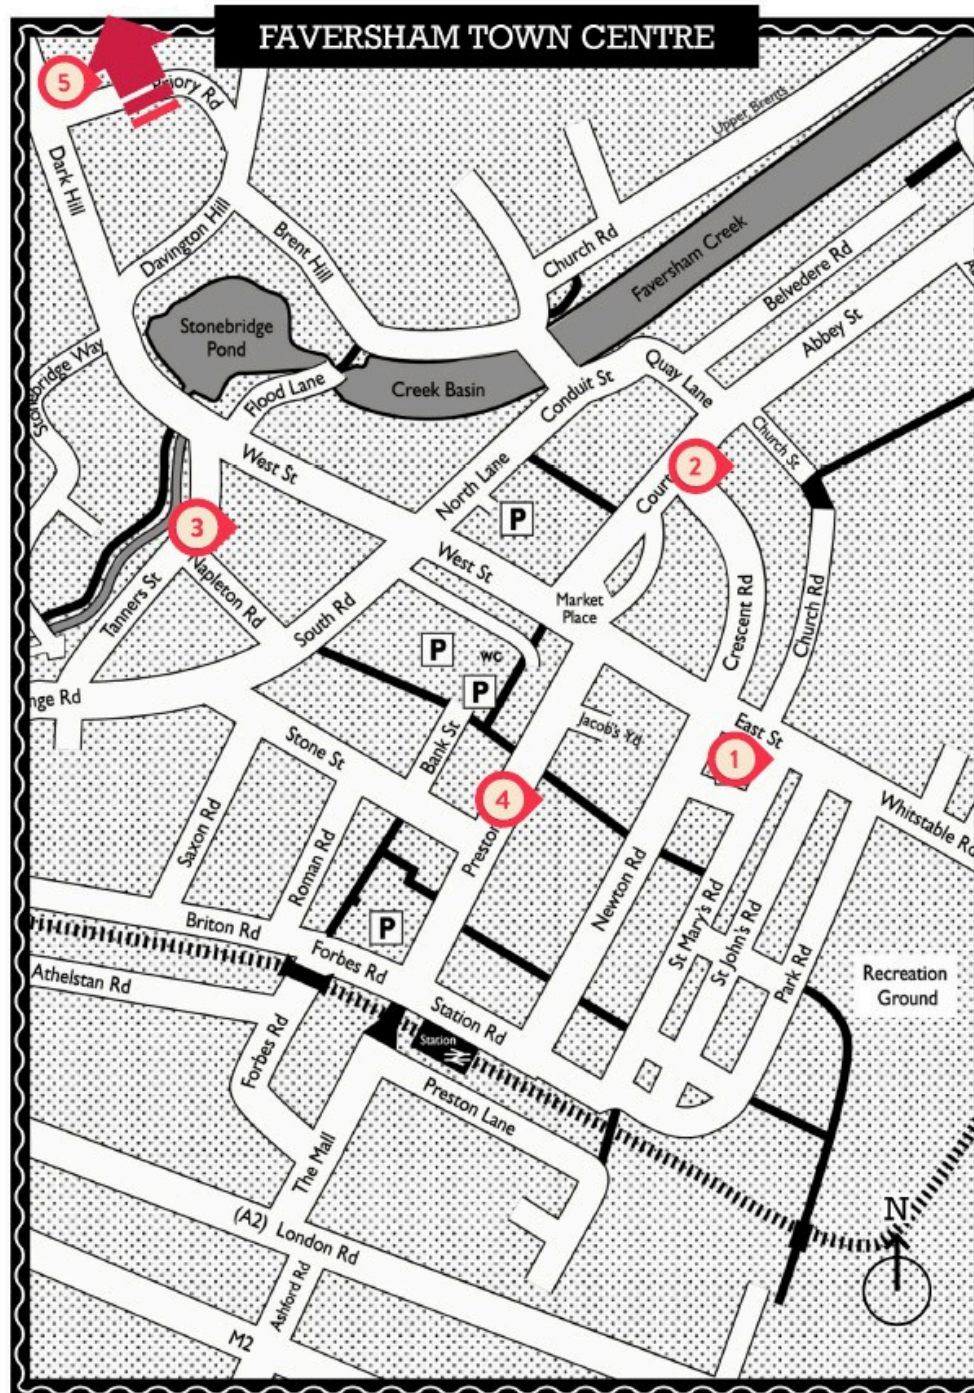 FAVERSHAM TOWN CENTRE
5
Priory Rd
Upper Brents
Dark Hill
Davington Hill
Brent Hill
Church Rd
Faversham Creek
Belvedere Rd
Abbey St
Stonebridge
Pond
Stonebridge Way
Flood Lane
Creek Basin
Conduit St
Quay Lane
Church St
West St
North Lane
P
Court
2
3
Tanners St
Napleton Rd
South Rd
West St
Market
Place
Crescent Rd
Church Rd
P
WC
P
nge Rd
Stone St
Bank St
Jacob's Yd
East St
1
4
Preston
Whitstable Rd
Saxon Rd
Roman Rd
Newton Rd
St Mary's Rd
St John's Rd
Park Rd
P
Briton Rd
Forbes Rd
Recreation
Ground
Athelstan Rd
Station Rd
Station
Forbes Rd
Preston Lane
The Mall
(A2) London Rd
Ashford Rd
M2
N